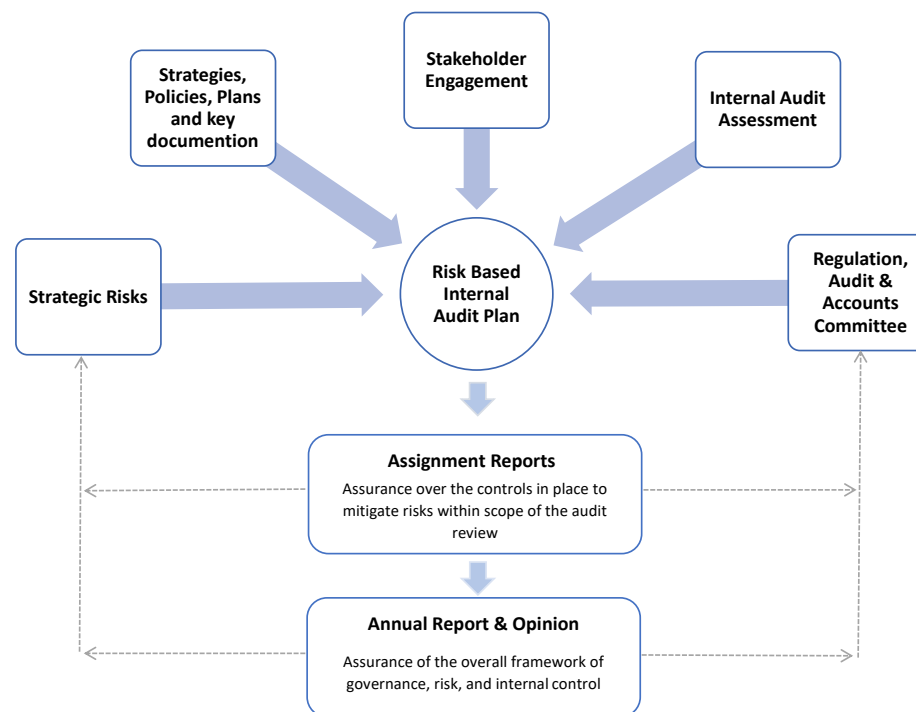 Stakeholder
Engagement
Strategies,
Policies, Plans
and key
documention
Internal Audit
Assessment
Strategic Risks
Risk Based
Internal
Audit Plan
Regulation,
Audit &
Accounts
Committee
Assignment Reports
Assurance over the controls in place to
mitigate risks within scope of the audit
review
Annual Report & Opinion
Assurance of the overall framework of
governance, risk, and internal control